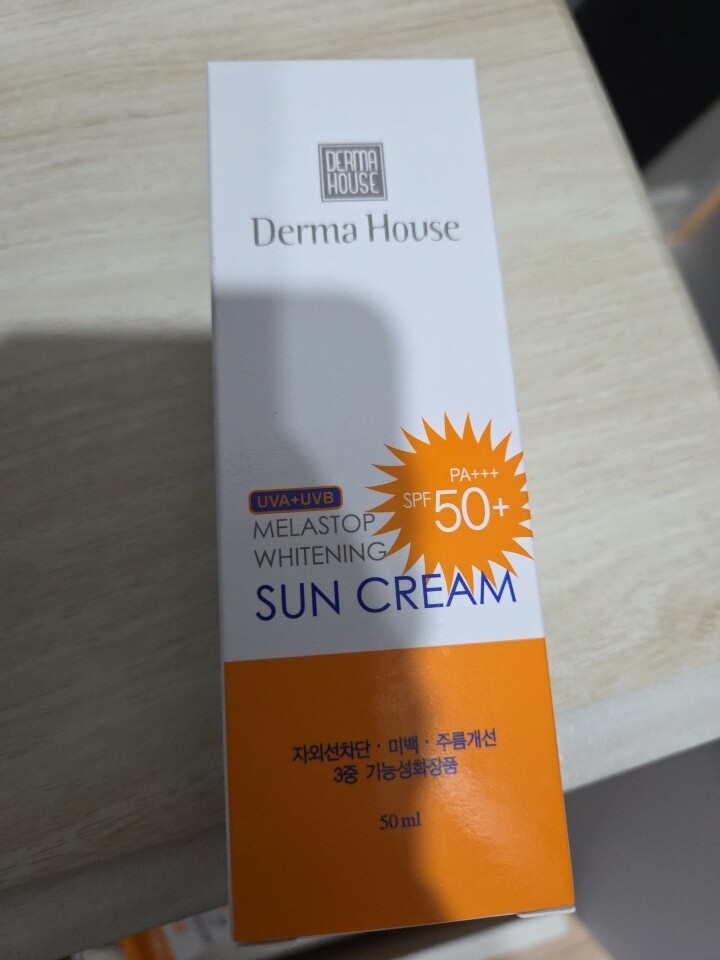 DERMA
HOUSE
Derma House
PA+++
SPF 50+
UVA+UVB
MELASTOP
WHITENING
SUN CREAM
자외선차단 · 미백 · 주름개선
3중 기능성화장품
50ml